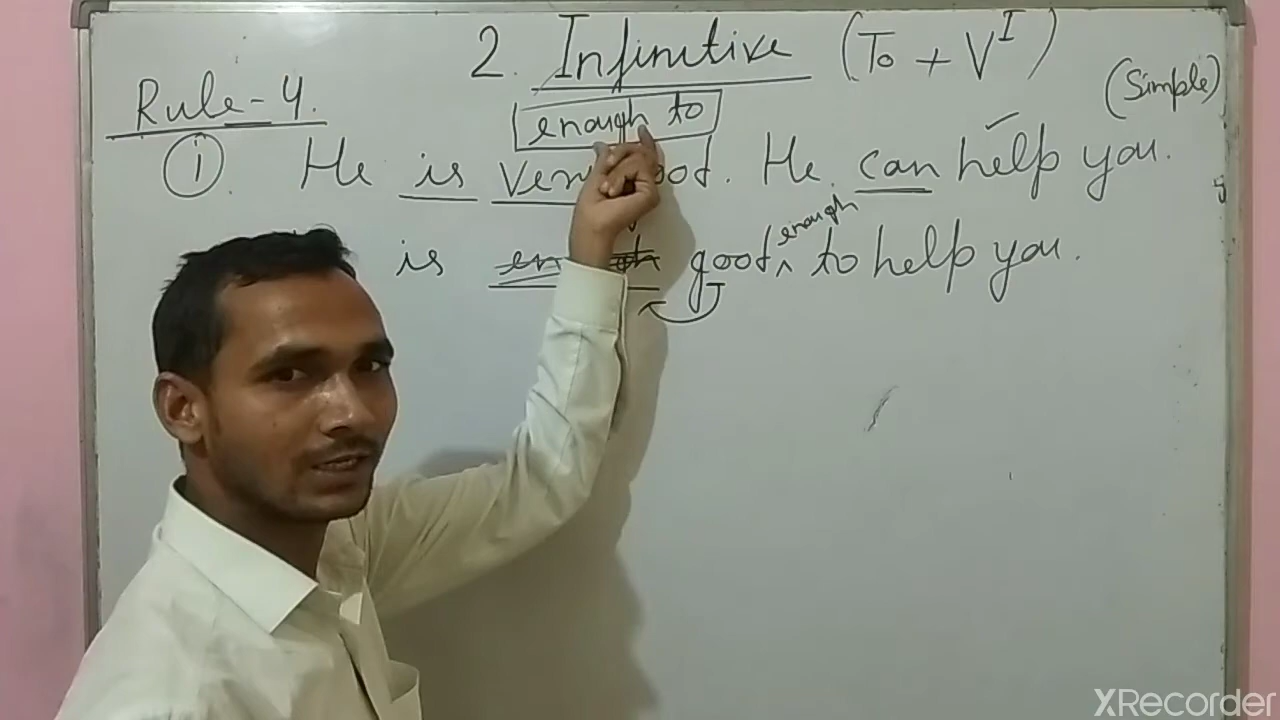 2. Infinitive (To + V^I)
(Simple)
Rule-4.
enough to
① He is very good. He can help you.
enough
is good ^ to help you.
XRecorder